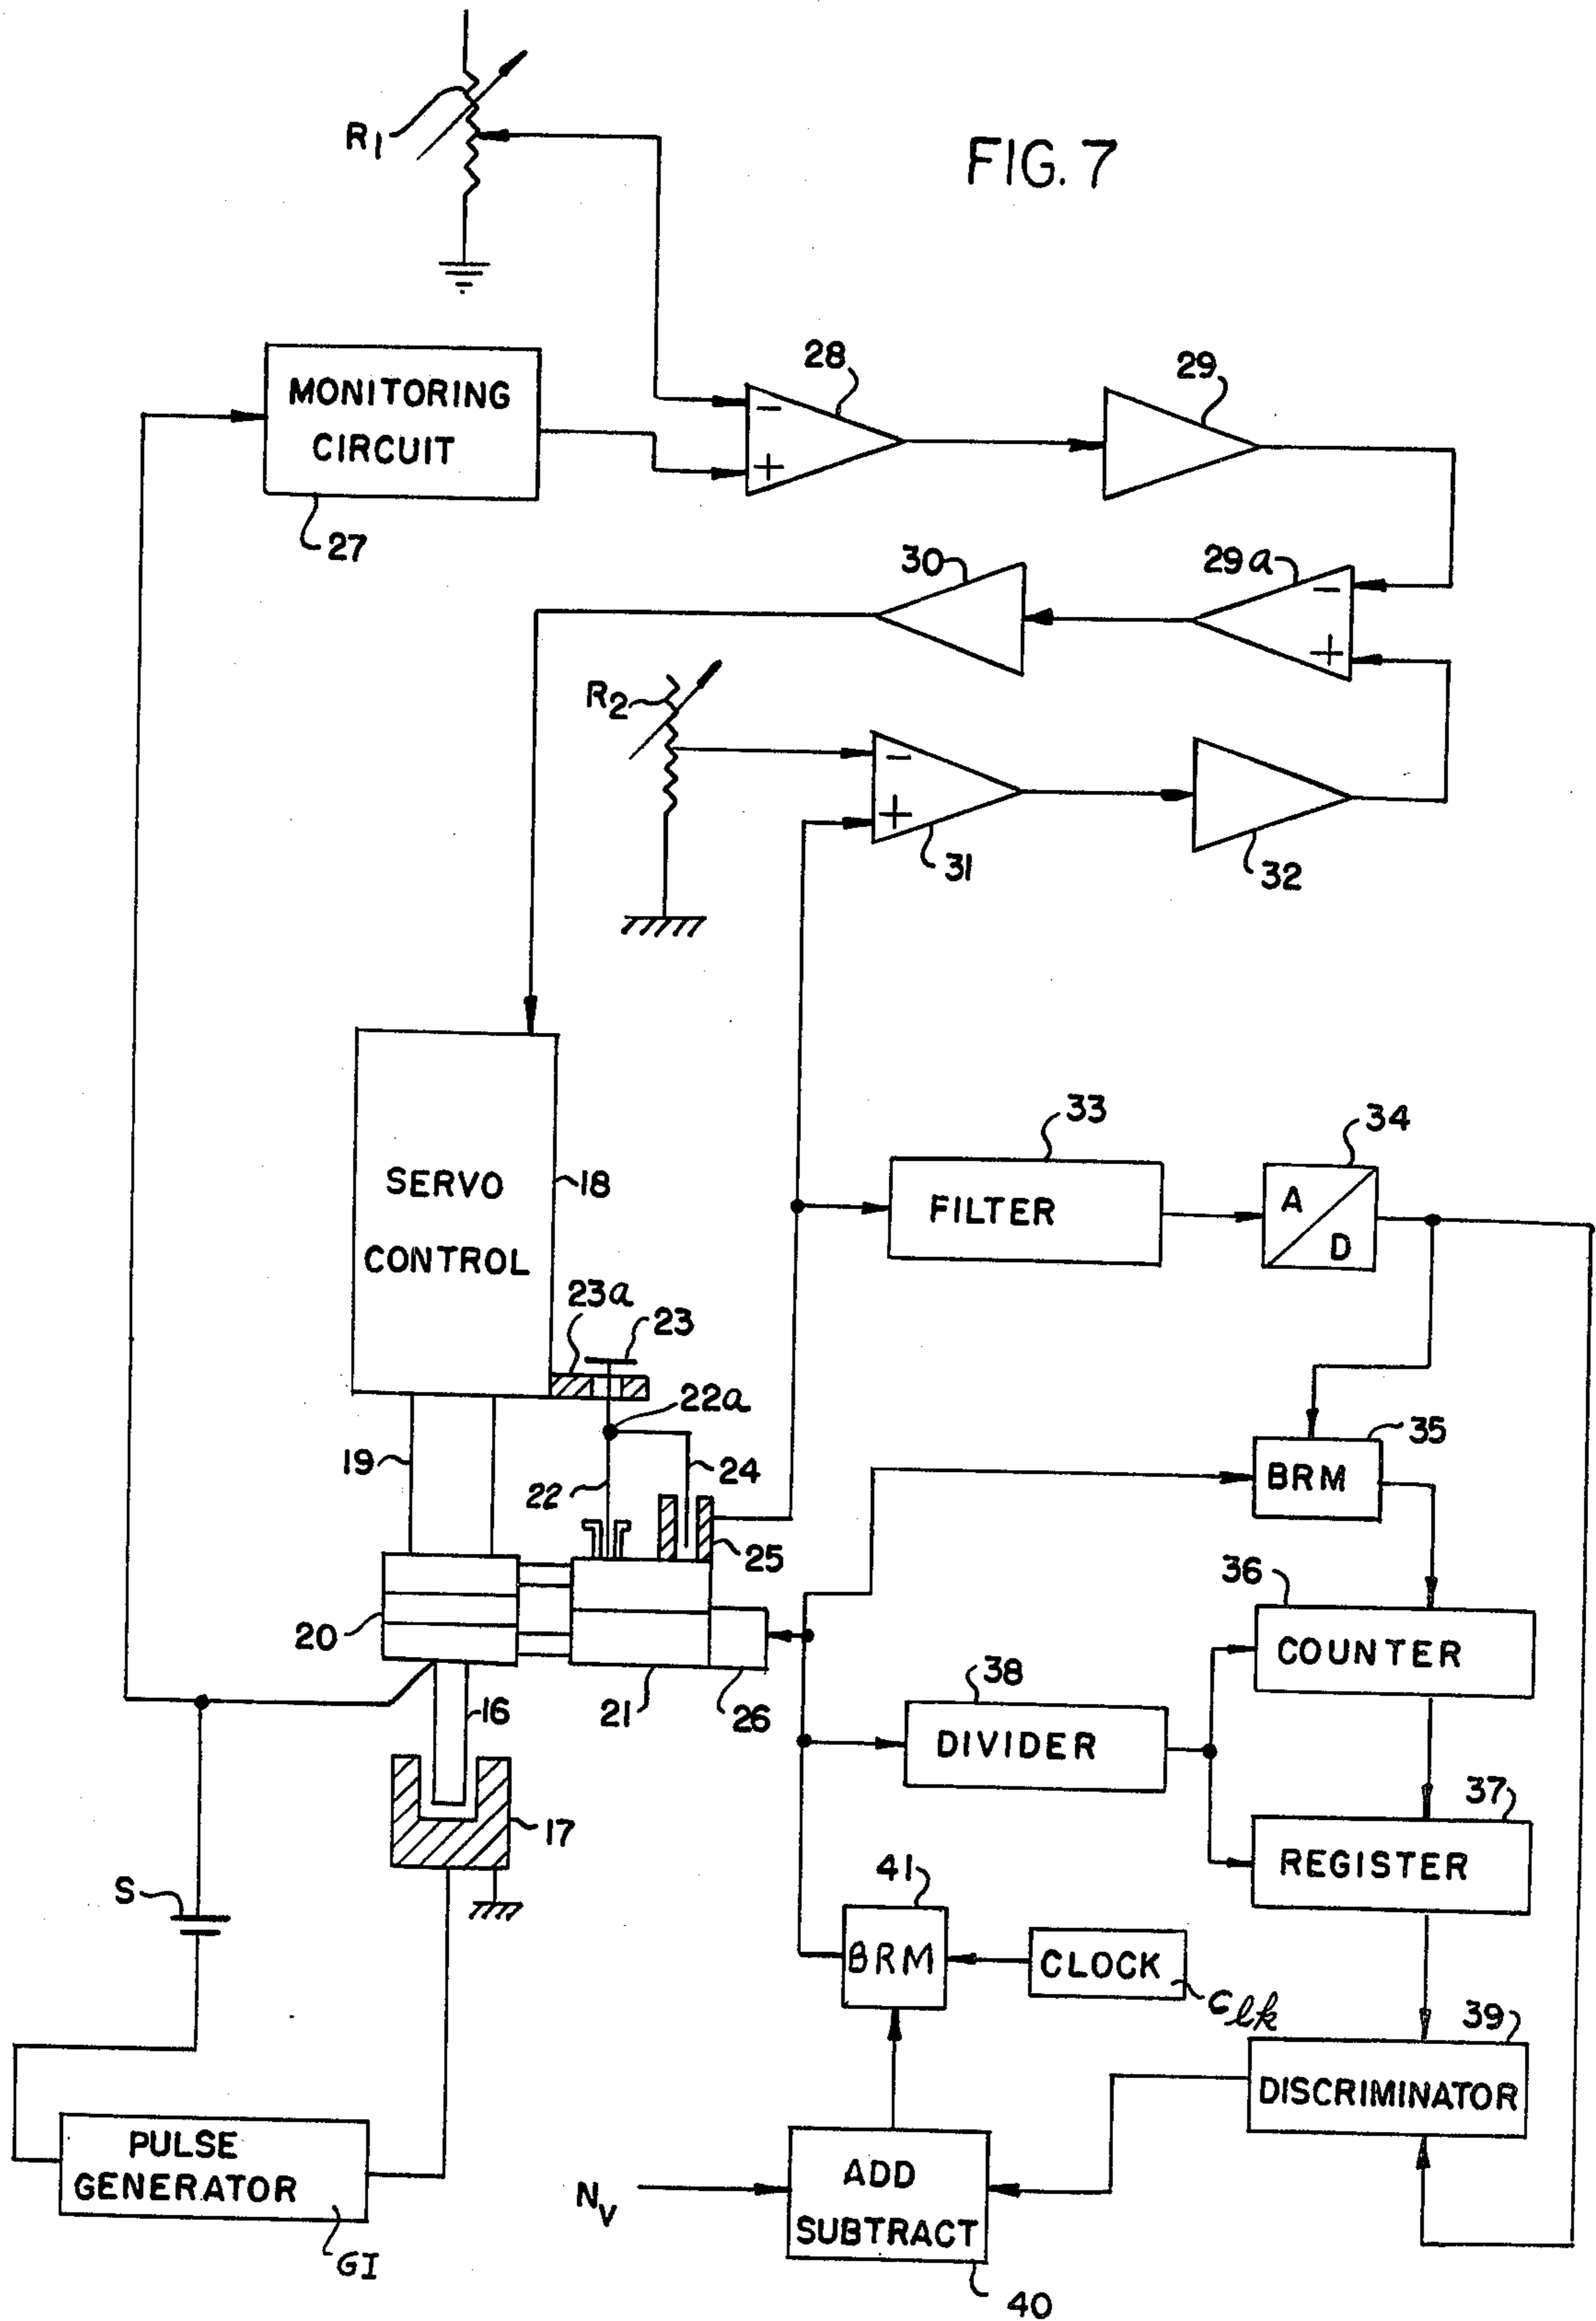 FIG. 7
R1
MONITORING
CIRCUIT
27
28
−
+
29
30
29a
−
+
R2
−
+
31
32
SERVO
CONTROL
18
33
FILTER
34
A
D
23a
23
22a
19
22
24
25
35
BRM
20
21
26
36
COUNTER
16
38
DIVIDER
17
37
REGISTER
S
41
BRM
CLOCK
Clk
39
DISCRIMINATOR
PULSE
GENERATOR
GI
NV
ADD
SUBTRACT
40